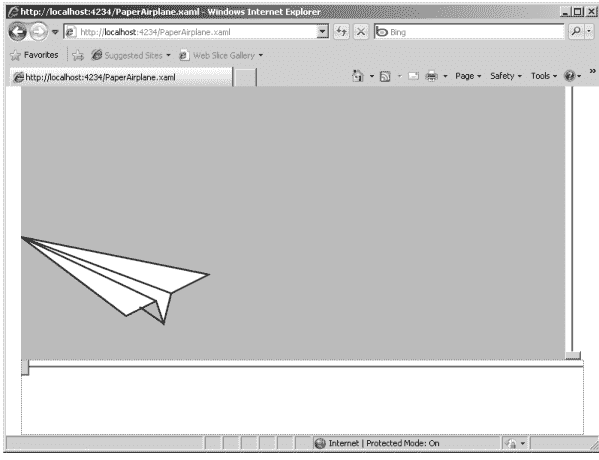 http://localhost:4234/PaperAirplane.xaml - Windows Internet Explorer
http://localhost:4234/PaperAirplane.xaml
Bing
Favorites Suggested Sites Web Slice Gallery
http://localhost:4234/PaperAirplane.xaml Page Safety Tools »
Internet | Protected Mode: On